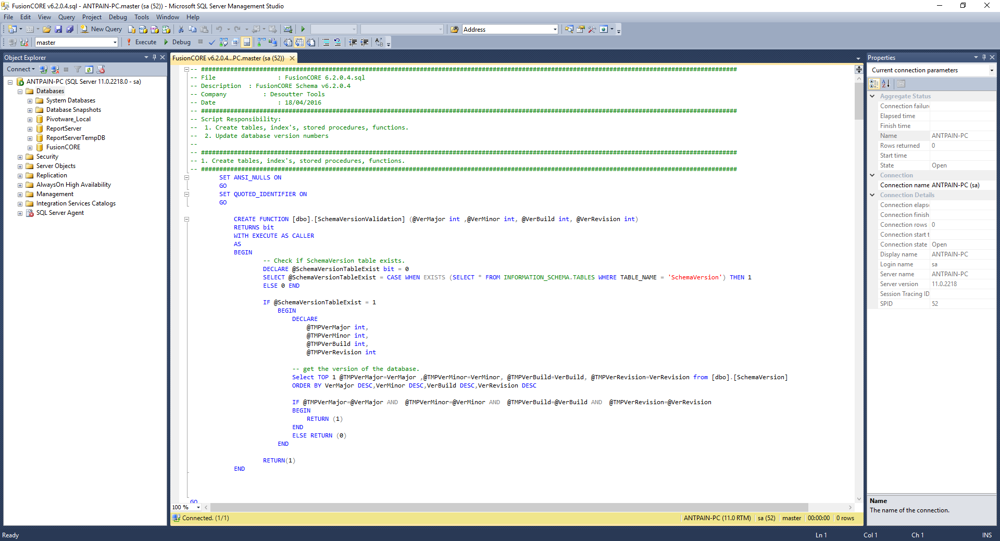 FusionCORE v6.2.0.4.sql - ANTPAIN-PC.master (sa (52)) - Microsoft SQL Server Management Studio
File Edit View Query Project Debug Tools Window Help
New Query Address
master Execute Debug
Object Explorer
Connect
ANTPAIN-PC (SQL Server 11.0.2218.0 - sa)
Databases
System Databases
Database Snapshots
Pivotware_Local
ReportServer
ReportServerTempDB
FusionCORE
Security
Server Objects
Replication
AlwaysOn High Availability
Management
Integration Services Catalogs
SQL Server Agent
FusionCORE v6.2.0.4...PC.master (sa (52))
-- ###################################################################################################################################################
-- File : FusionCORE 6.2.0.4.sql
-- Description : FusionCORE Schema v6.2.0.4
-- Company : Desoutter Tools
-- Date : 18/04/2016
-- ###################################################################################################################################################
-- Script Responsibility:
-- 1. Create tables, index's, stored procedures, functions.
-- 2. Update database version numbers
--
-- ###################################################################################################################################################
-- 1. Create tables, index's, stored procedures, functions.
-- ###################################################################################################################################################
SET ANSI_NULLS ON
GO
SET QUOTED_IDENTIFIER ON
GO
CREATE FUNCTION [dbo].[SchemaVersionValidation] (@VerMajor int ,@VerMinor int, @VerBuild int, @VerRevision int)
RETURNS bit
WITH EXECUTE AS CALLER
AS
BEGIN
-- Check if SchemaVersion table exists.
DECLARE @SchemaVersionTableExist bit = 0
SELECT @SchemaVersionTableExist = CASE WHEN EXISTS (SELECT * FROM INFORMATION_SCHEMA.TABLES WHERE TABLE_NAME = 'SchemaVersion') THEN 1
ELSE 0 END
IF @SchemaVersionTableExist = 1
BEGIN
DECLARE
@TMPVerMajor int,
@TMPVerMinor int,
@TMPVerBuild int,
@TMPVerRevision int
-- get the version of the database.
Select TOP 1 @TMPVerMajor=VerMajor ,@TMPVerMinor=VerMinor, @TMPVerBuild=VerBuild, @TMPVerRevision=VerRevision from [dbo].[SchemaVersion]
ORDER BY VerMajor DESC,VerMinor DESC,VerBuild DESC,VerRevision DESC
IF @TMPVerMajor=@VerMajor AND @TMPVerMinor=@VerMinor AND @TMPVerBuild=@VerBuild AND @TMPVerRevision=@VerRevision
BEGIN
RETURN (1)
END
ELSE RETURN (0)
END
RETURN(1)
END
GO
100 %
Connected. (1/1) ANTPAIN-PC (11.0 RTM) sa (52) master 00:00:00 0 rows
Properties
Current connection parameters
Aggregate Status
Connection failur
Elapsed time
Finish time
Name ANTPAIN-PC
Rows returned 0
Start time
State Open
Connection
Connection name ANTPAIN-PC (sa)
Connection Details
Connection elaps
Connection finish
Connection rows 0
Connection start t
Connection state Open
Display name ANTPAIN-PC
Login name sa
Server name ANTPAIN-PC
Server version 11.0.2218
Session Tracing ID
SPID 52
Name
The name of the connection.
Ready Ln 1 Col 1 Ch 1 INS